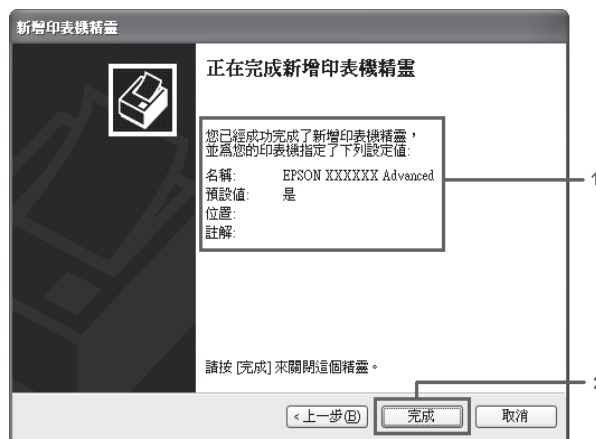 新增印表機精靈
正在完成新增印表機精靈
您已經成功完成了新增印表機精靈，
並為您的印表機指定了下列設定值:
名稱: EPSON XXXXXX Advanced
預設值: 是
位置:
註解:
1
請按 [完成] 來關閉這個精靈。
2
<上一步(B) 完成 取消